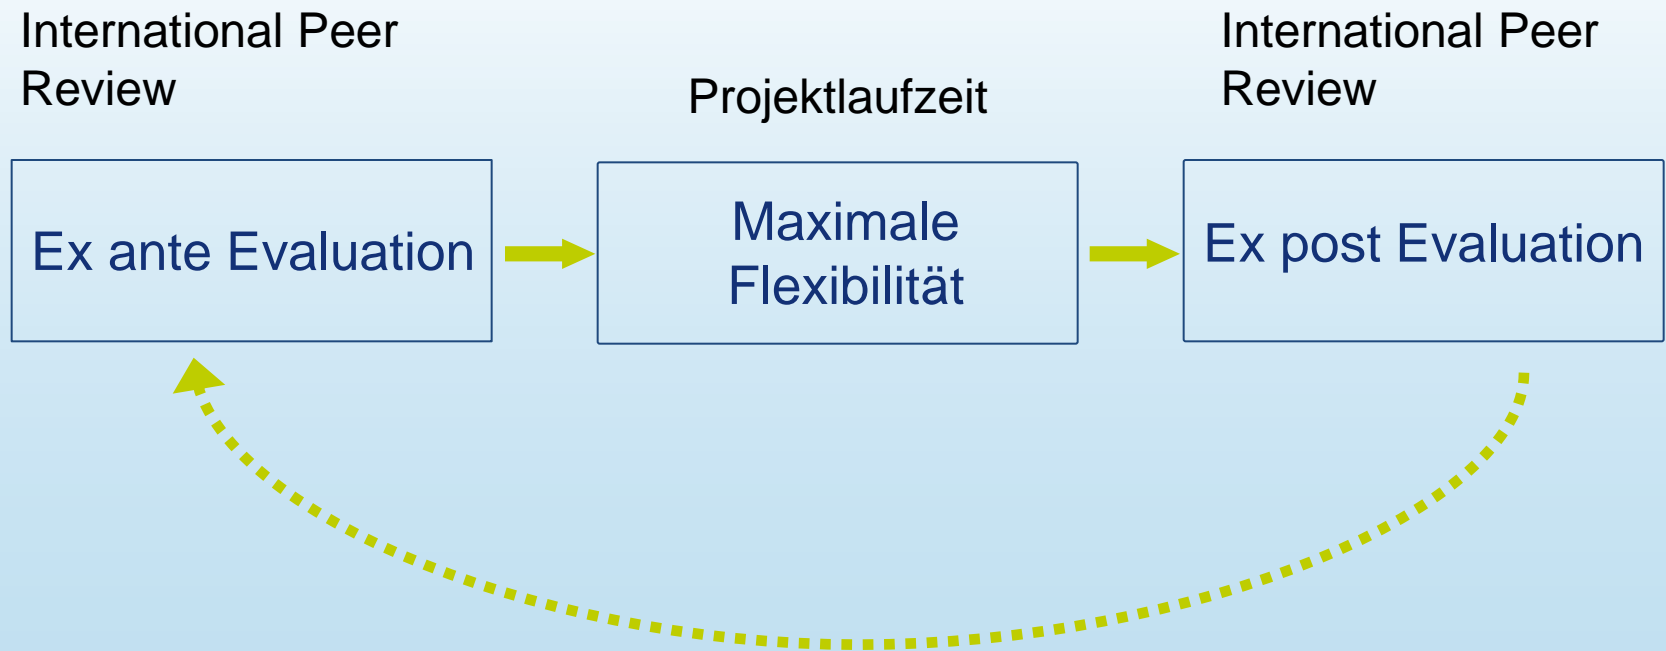 International Peer
Review
Projektlaufzeit
International Peer
Review
Ex ante Evaluation
Maximale
Flexibilität
Ex post Evaluation